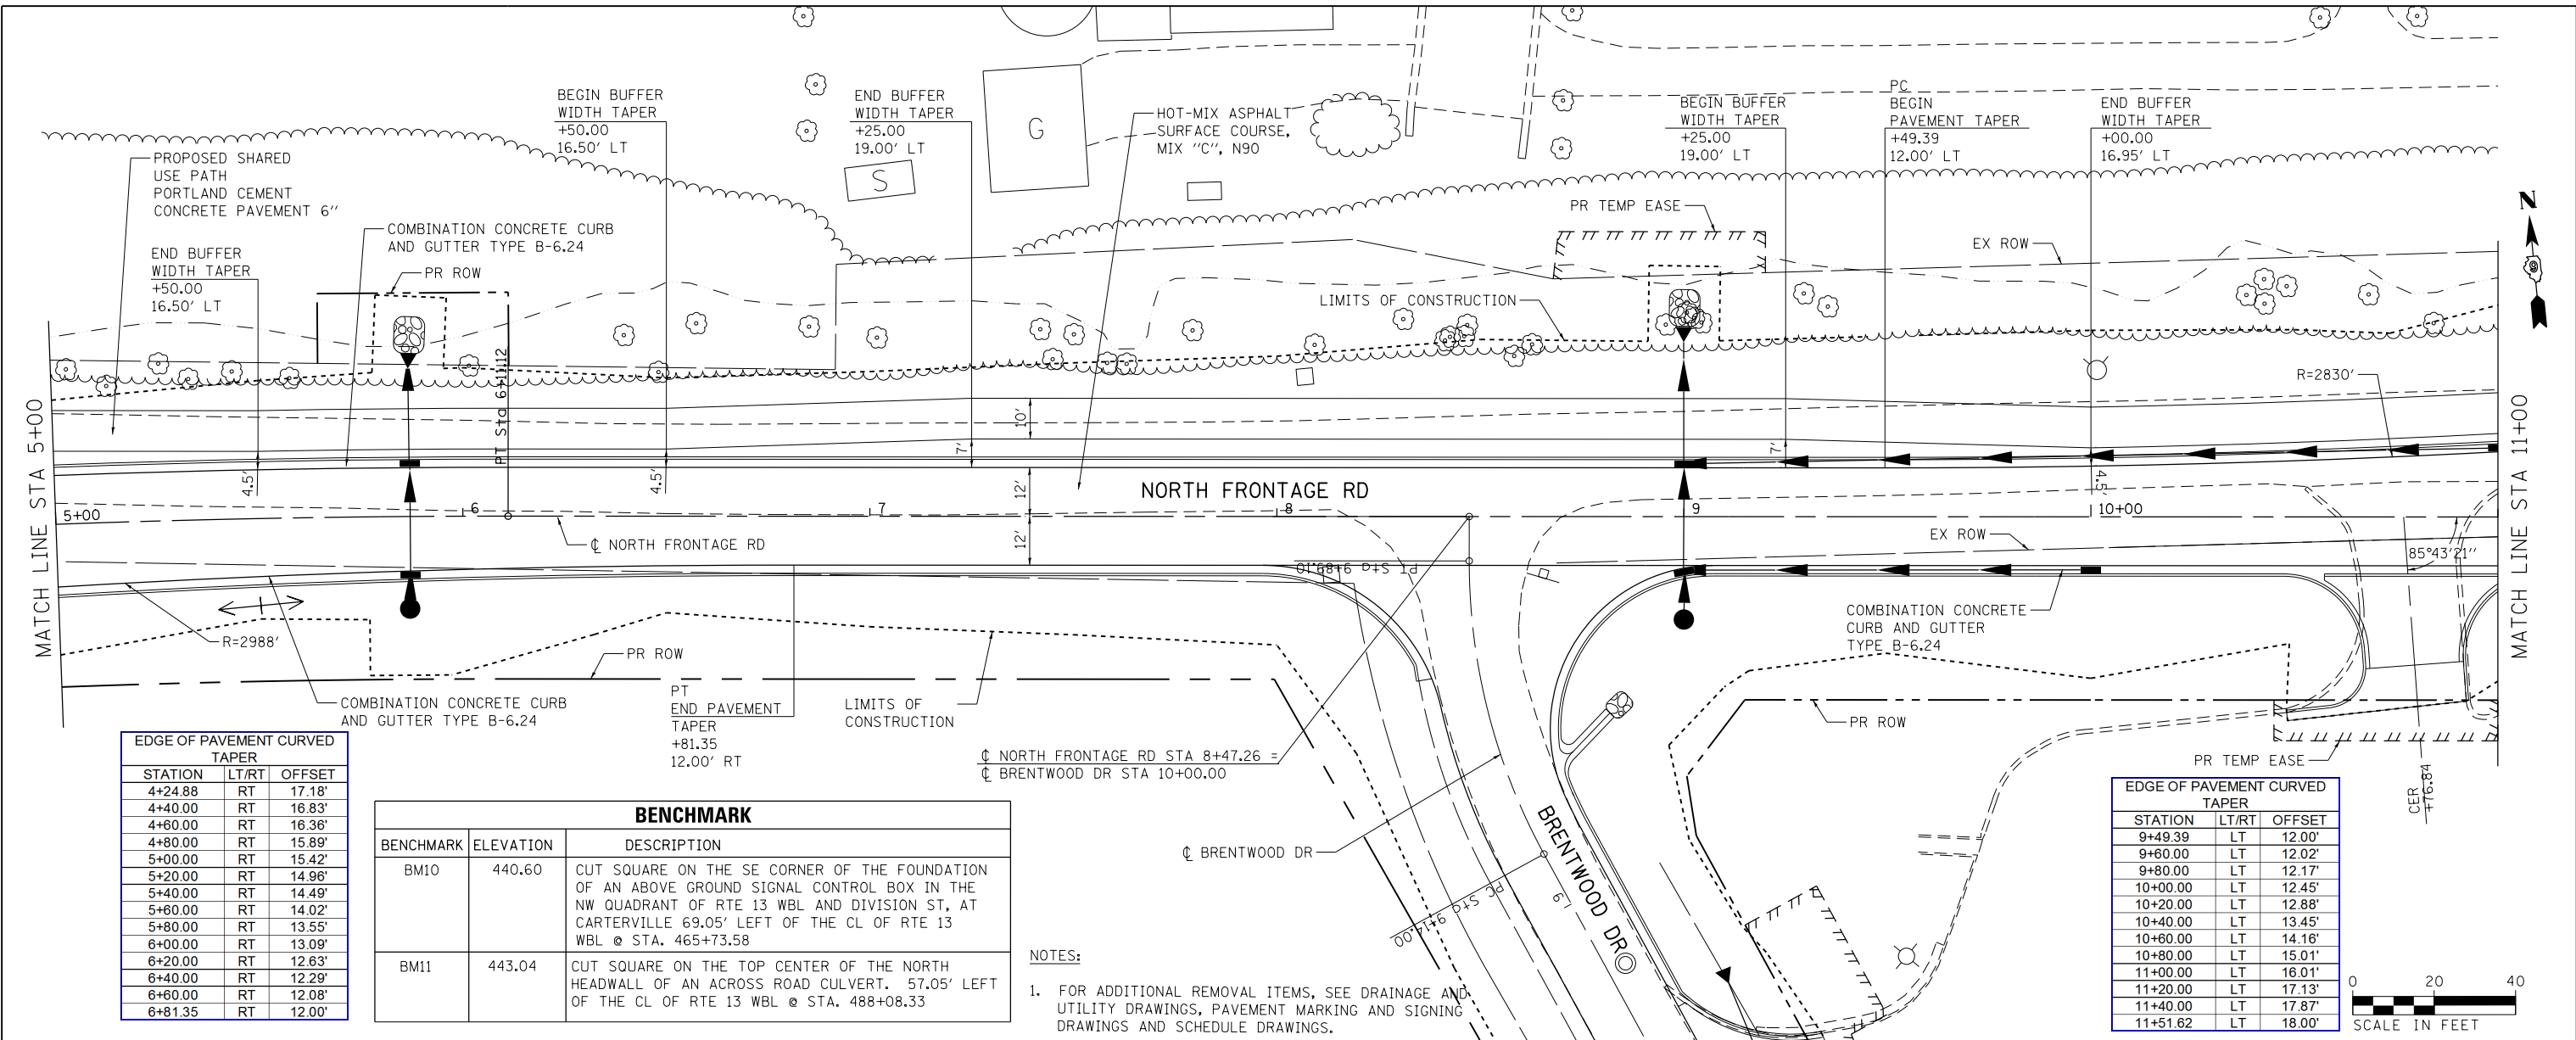 BEGIN BUFFER
WIDTH TAPER
+50.00
16.50' LT
END BUFFER
WIDTH TAPER
+25.00
19.00' LT
G
S
HOT-MIX ASPHALT
SURFACE COURSE,
MIX "C", N90
BEGIN BUFFER
WIDTH TAPER
+25.00
19.00' LT
PC
BEGIN
PAVEMENT TAPER
+49.39
12.00' LT
END BUFFER
WIDTH TAPER
+00.00
16.95' LT
N
PROPOSED SHARED
USE PATH
PORTLAND CEMENT
CONCRETE PAVEMENT 6"
COMBINATION CONCRETE CURB
AND GUTTER TYPE B-6.24
END BUFFER
WIDTH TAPER
+50.00
16.50' LT
PR ROW
PR TEMP EASE
EX ROW
LIMITS OF CONSTRUCTION
R=2830'
MATCH LINE STA 5+00
PT Sta 6+11.12
4.5'
4.5'
7'
10'
12'
12'
7'
4.5'
NORTH FRONTAGE RD
5+00
6
7
8
9
10+00
℄ NORTH FRONTAGE RD
EX ROW
85°43'21"
MATCH LINE STA 11+00
PT Sta 9+89.10
R=2988'
COMBINATION CONCRETE CURB
AND GUTTER TYPE B-6.24
PR ROW
PT
END PAVEMENT
TAPER
+81.35
12.00' RT
LIMITS OF
CONSTRUCTION
℄ NORTH FRONTAGE RD STA 8+47.26 =
℄ BRENTWOOD DR STA 10+00.00
℄ BRENTWOOD DR
PC Sta 9+14.00
9
BRENTWOOD DR
COMBINATION CONCRETE
CURB AND GUTTER
TYPE B-6.24
PR ROW
PR TEMP EASE
CER
+76.84
EDGE OF PAVEMENT CURVED
TAPER
STATION LT/RT OFFSET
4+24.88 RT 17.18'
4+40.00 RT 16.83'
4+60.00 RT 16.36'
4+80.00 RT 15.89'
5+00.00 RT 15.42'
5+20.00 RT 14.96'
5+40.00 RT 14.49'
5+60.00 RT 14.02'
5+80.00 RT 13.55'
6+00.00 RT 13.09'
6+20.00 RT 12.63'
6+40.00 RT 12.29'
6+60.00 RT 12.08'
6+81.35 RT 12.00'
BENCHMARK
BENCHMARK ELEVATION DESCRIPTION
BM10 440.60 CUT SQUARE ON THE SE CORNER OF THE FOUNDATION
OF AN ABOVE GROUND SIGNAL CONTROL BOX IN THE
NW QUADRANT OF RTE 13 WBL AND DIVISION ST, AT
CARTERVILLE 69.05' LEFT OF THE CL OF RTE 13
WBL @ STA. 465+73.58
BM11 443.04 CUT SQUARE ON THE TOP CENTER OF THE NORTH
HEADWALL OF AN ACROSS ROAD CULVERT. 57.05' LEFT
OF THE CL OF RTE 13 WBL @ STA. 488+08.33
NOTES:
1. FOR ADDITIONAL REMOVAL ITEMS, SEE DRAINAGE AND
UTILITY DRAWINGS, PAVEMENT MARKING AND SIGNING
DRAWINGS AND SCHEDULE DRAWINGS.
EDGE OF PAVEMENT CURVED
TAPER
STATION LT/RT OFFSET
9+49.39 LT 12.00'
9+60.00 LT 12.02'
9+80.00 LT 12.17'
10+00.00 LT 12.45'
10+20.00 LT 12.88'
10+40.00 LT 13.45'
10+60.00 LT 14.16'
10+80.00 LT 15.01'
11+00.00 LT 16.01'
11+20.00 LT 17.13'
11+40.00 LT 17.87'
11+51.62 LT 18.00'
0 20 40
SCALE IN FEET